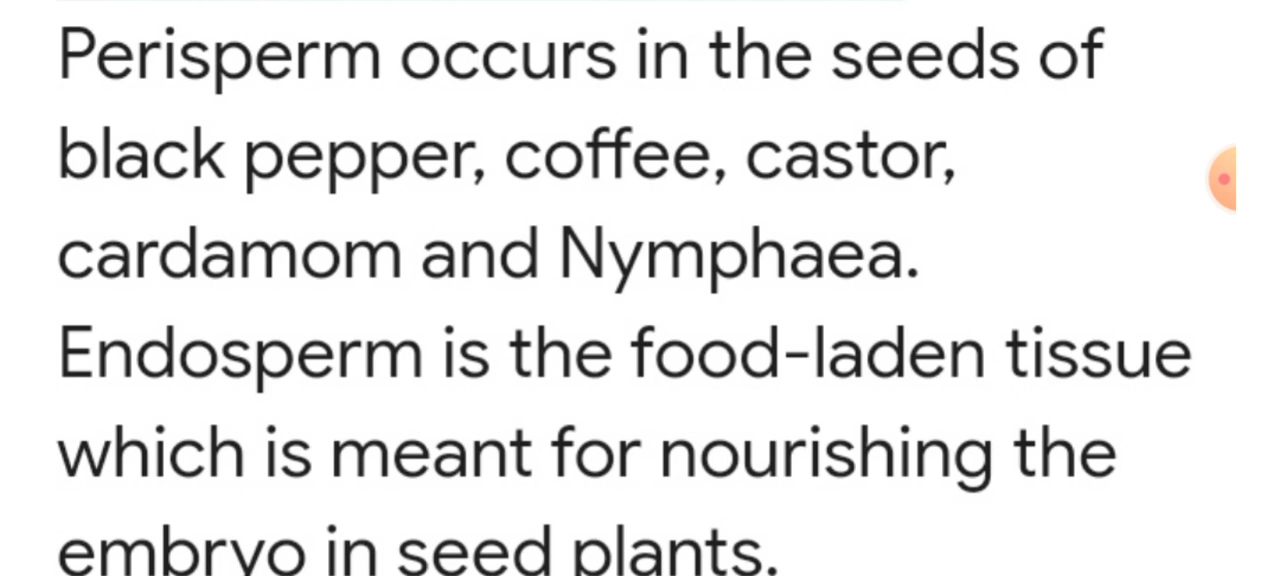 Perisperm occurs in the seeds of
black pepper, coffee, castor,
cardamom and Nymphaea.
Endosperm is the food-laden tissue
which is meant for nourishing the
embryo in seed plants.